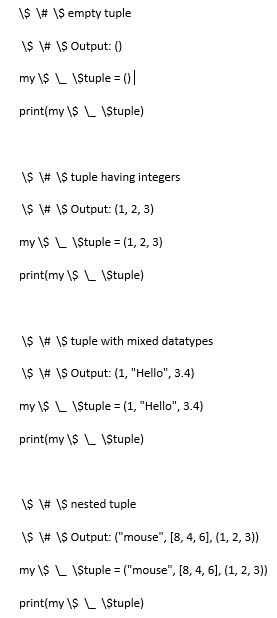 \$ \# \$ empty tuple
\$ \# \$ Output: ()
my \$ \_ \$tuple = ()
print(my \$ \_ \$tuple)
\$ \# \$ tuple having integers
\$ \# \$ Output: (1, 2, 3)
my \$ \_ \$tuple = (1, 2, 3)
print(my \$ \_ \$tuple)
\$ \# \$ tuple with mixed datatypes
\$ \# \$ Output: (1, "Hello", 3.4)
my \$ \_ \$tuple = (1, "Hello", 3.4)
print(my \$ \_ \$tuple)
\$ \# \$ nested tuple
\$ \# \$ Output: ("mouse", [8, 4, 6], (1, 2, 3))
my \$ \_ \$tuple = ("mouse", [8, 4, 6], (1, 2, 3))
print(my \$ \_ \$tuple)